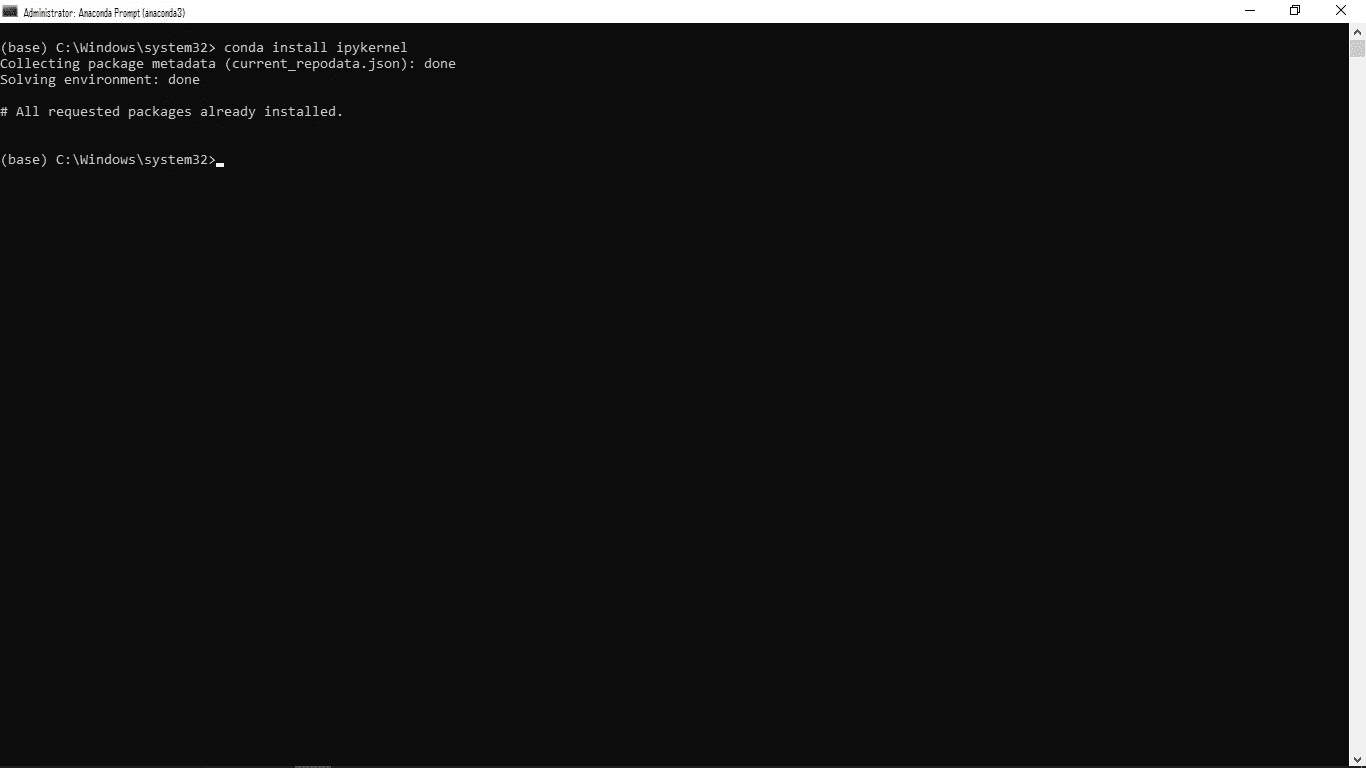 Administrator: Anaconda Prompt (anaconda3)
(base) C:\Windows\system32> conda install ipykernel
Collecting package metadata (current_repodata.json): done
Solving environment: done
# All requested packages already installed.
(base) C:\Windows\system32>